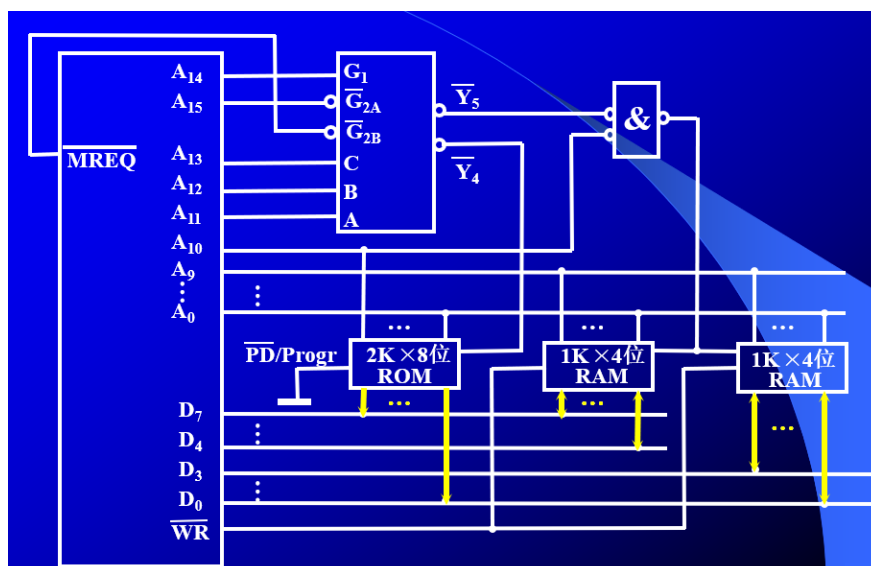 A14 G1
A15 G2A Y5
G2B &
MREQ A13 C Y4
A12 B
A11 A
A10
A9
⋮ ⋮
A0
... ... ...
PD/Progr 2K×8位 1K×4位 1K×4位
ROM RAM RAM
... ... ...
D7
⋮
D4
D3
⋮
D0
WR